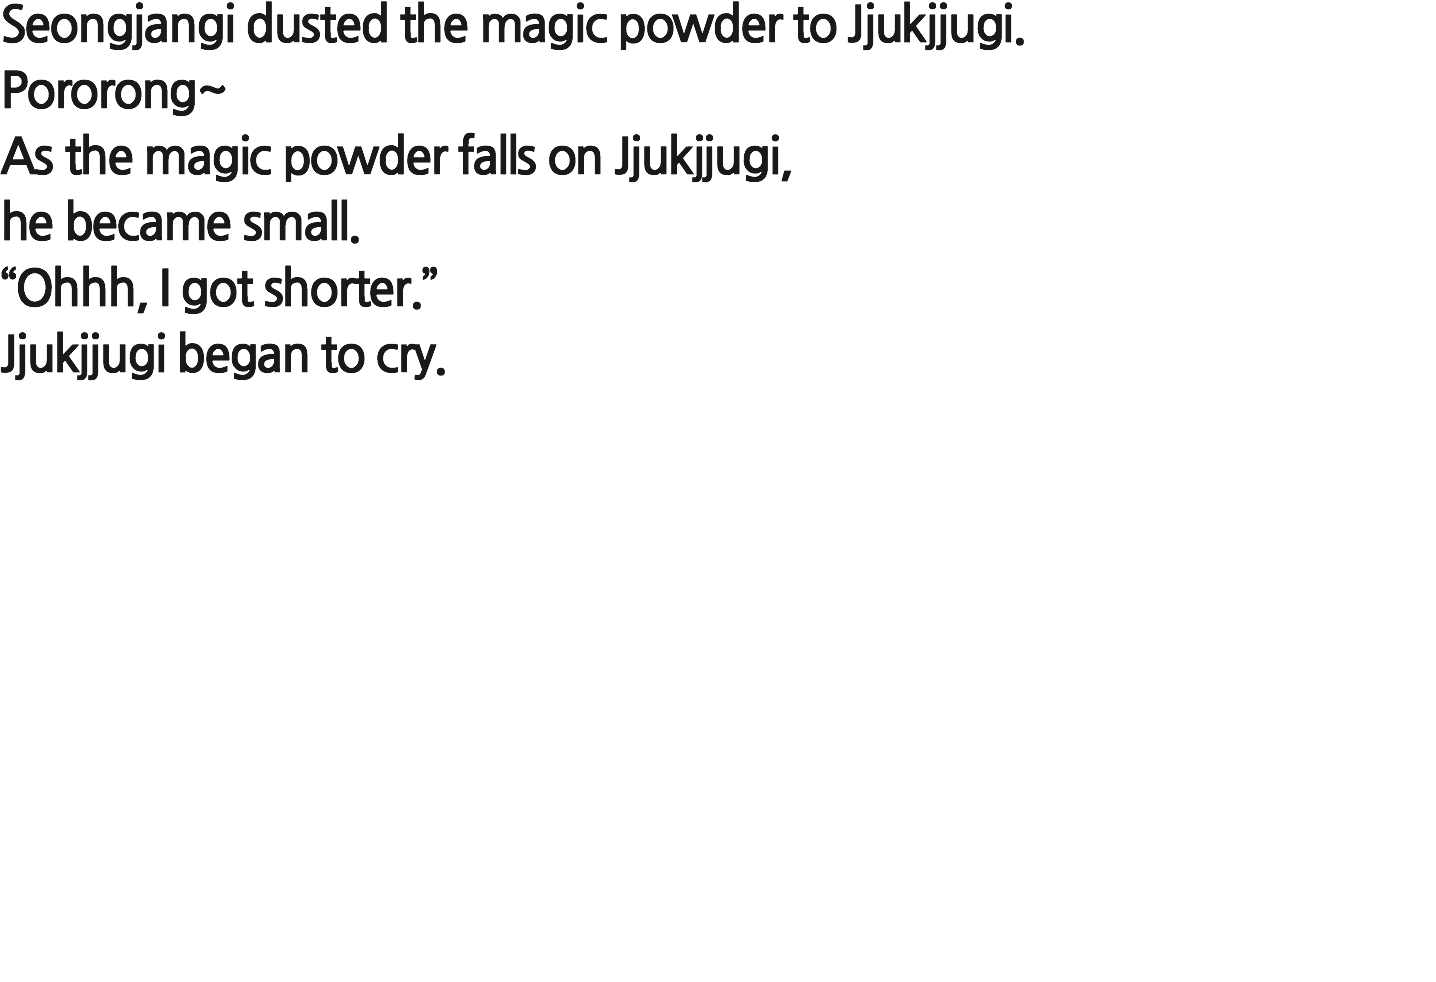 Seongjangi dusted the magic powder to Jjukjjugi.
Pororong~
As the magic powder falls on Jjukjjugi,
he became small.
“Ohhh, I got shorter.”
Jjukjjugi began to cry.